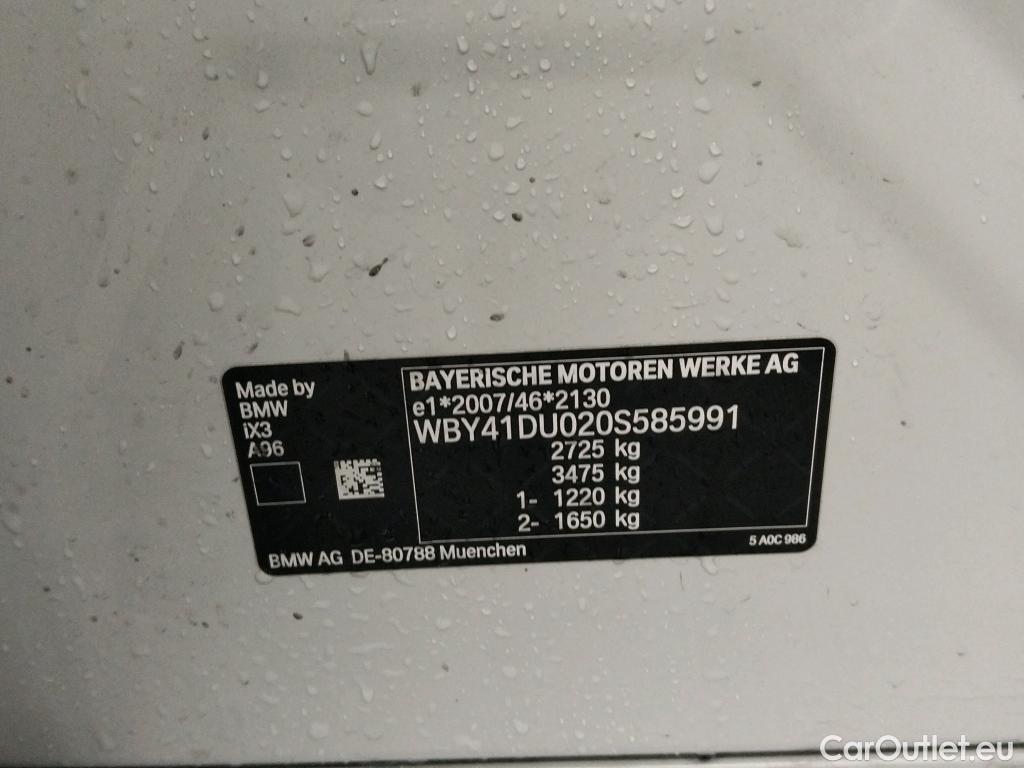 Made by
BMW
iX3
A96
BAYERISCHE MOTOREN WERKE AG
e1*2007/46*2130
WBY41DU020S585991
2725 kg
3475 kg
1- 1220 kg
2- 1650 kg
BMW AG DE-80788 Muenchen
5 A0C 986
CarOutlet.eu